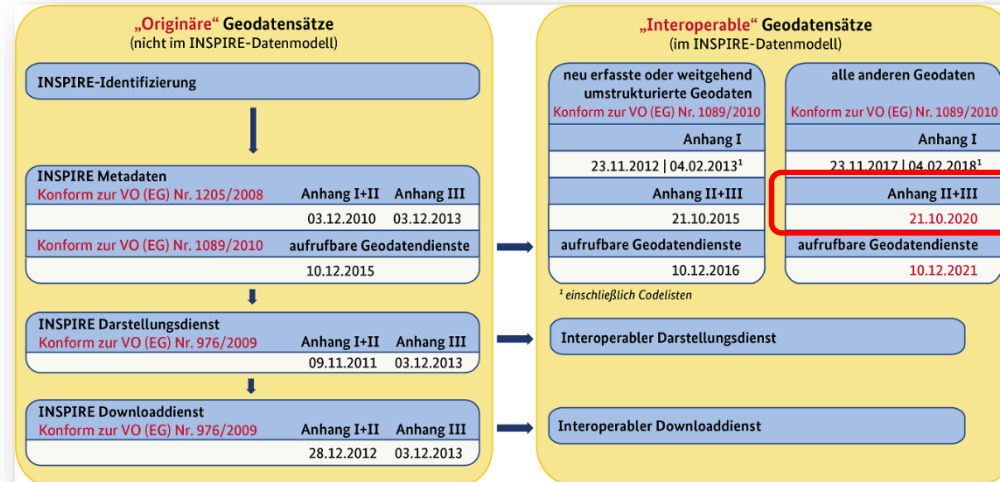 „Originäre“ Geodatensätze
(nicht im INSPIRE-Datenmodell)
INSPIRE-Identifizierung
INSPIRE Metadaten
Konform zur VO (EG) Nr. 1205/2008 Anhang I+II Anhang III
03.12.2010 03.12.2013
Konform zur VO (EG) Nr. 1089/2010 aufrufbare Geodatendienste
10.12.2015
INSPIRE Darstellungsdienst
Konform zur VO (EG) Nr. 976/2009 Anhang I+II Anhang III
09.11.2011 03.12.2013
INSPIRE Downloaddienst
Konform zur VO (EG) Nr. 976/2009 Anhang I+II Anhang III
28.12.2012 03.12.2013
„Interoperable“ Geodatensätze
(im INSPIRE-Datenmodell)
neu erfasste oder weitgehend
umstrukturierte Geodaten
Konform zur VO (EG) Nr. 1089/2010
Anhang I
23.11.2012 | 04.02.2013¹
Anhang II+III
21.10.2015
aufrufbare Geodatendienste
10.12.2016
¹ einschließlich Codelisten
alle anderen Geodaten
Konform zur VO (EG) Nr. 1089/2010
Anhang I
23.11.2017 | 04.02.2018¹
Anhang II+III
21.10.2020
aufrufbare Geodatendienste
10.12.2021
Interoperabler Darstellungsdienst
Interoperabler Downloaddienst